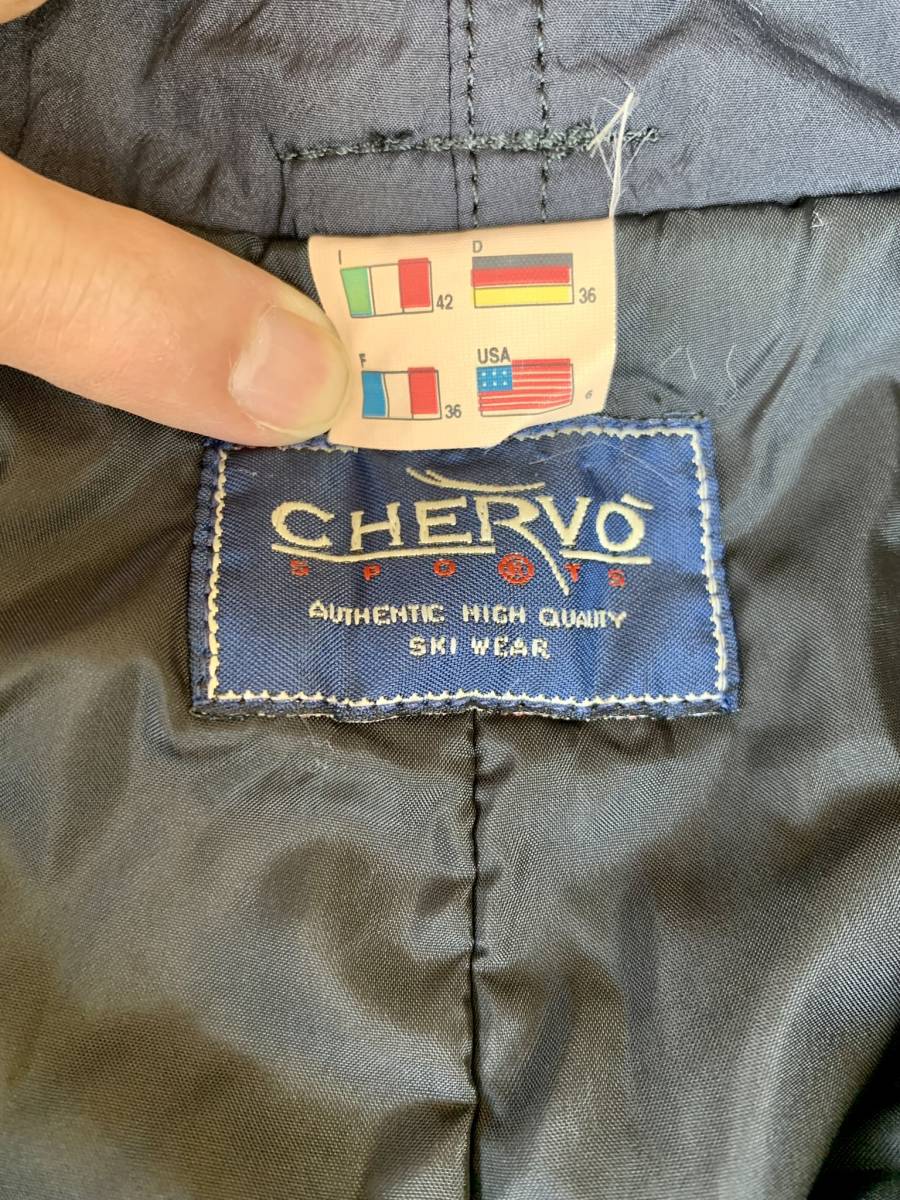 I D
42 36
F USA
36 6
CHERVÒ
SPORTS
AUTHENTIC HIGH QUALITY
SKI WEAR